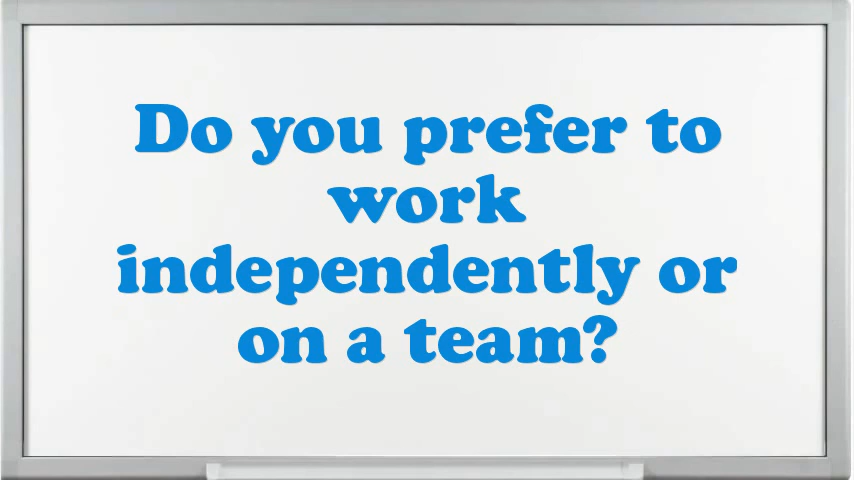 Do you prefer to
work
independently or
on a team?